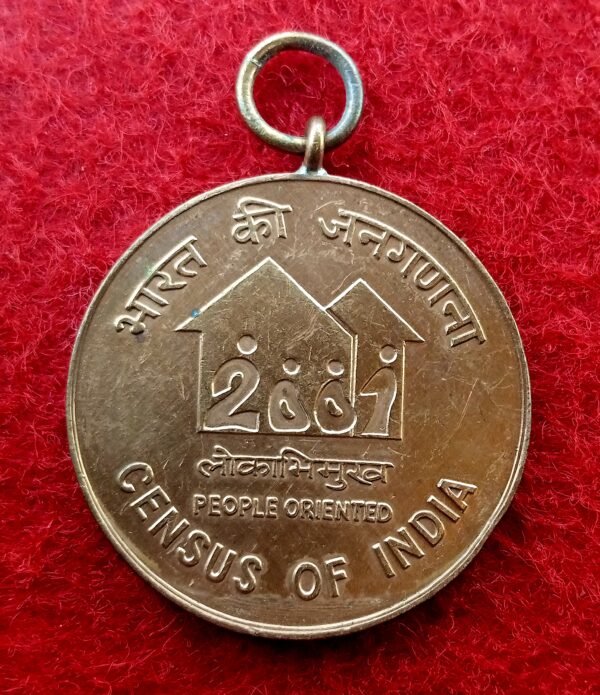 भारत की जनगणना
2001
लोकाभिमुख
PEOPLE ORIENTED
CENSUS OF INDIA